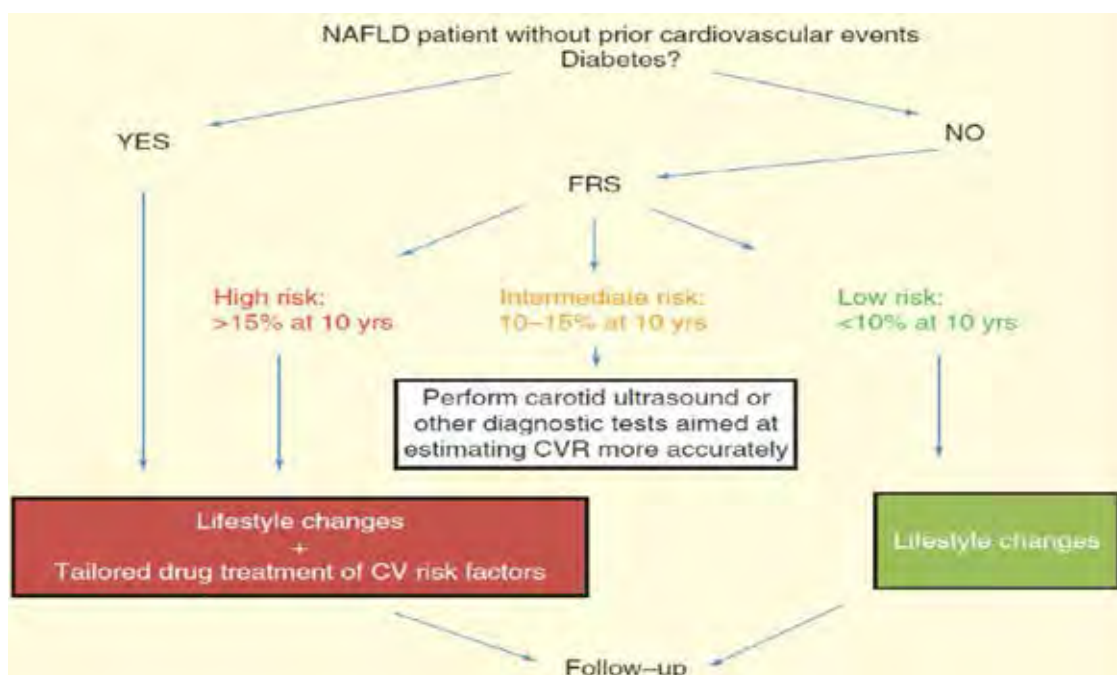 NAFLD patient without prior cardiovascular events
Diabetes?
YES
NO
FRS
High risk:
>15% at 10 yrs
Intermediate risk:
10–15% at 10 yrs
Low risk:
<10% at 10 yrs
Perform carotid ultrasound or
other diagnostic tests aimed at
estimating CVR more accurately
Lifestyle changes
+
Tailored drug treatment of CV risk factors
Lifestyle changes
Follow–up